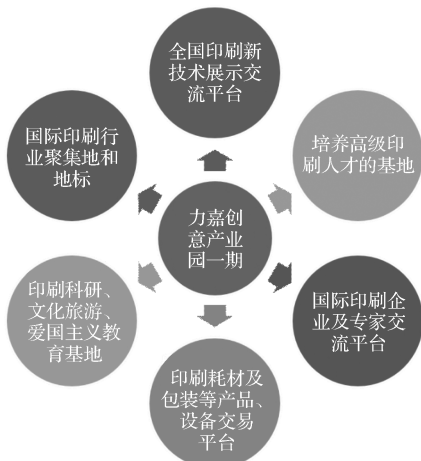 全国印刷新
技术展示交
流平台
国际印刷行
业聚集地和
地标
培养高级印
刷人才的基地
力嘉创
意产业
园一期
印刷科研、
文化旅游、
爱国主义教
育基地
国际印刷企
业及专家交
流平台
印刷耗材及
包装等产品、
设备交易
平台